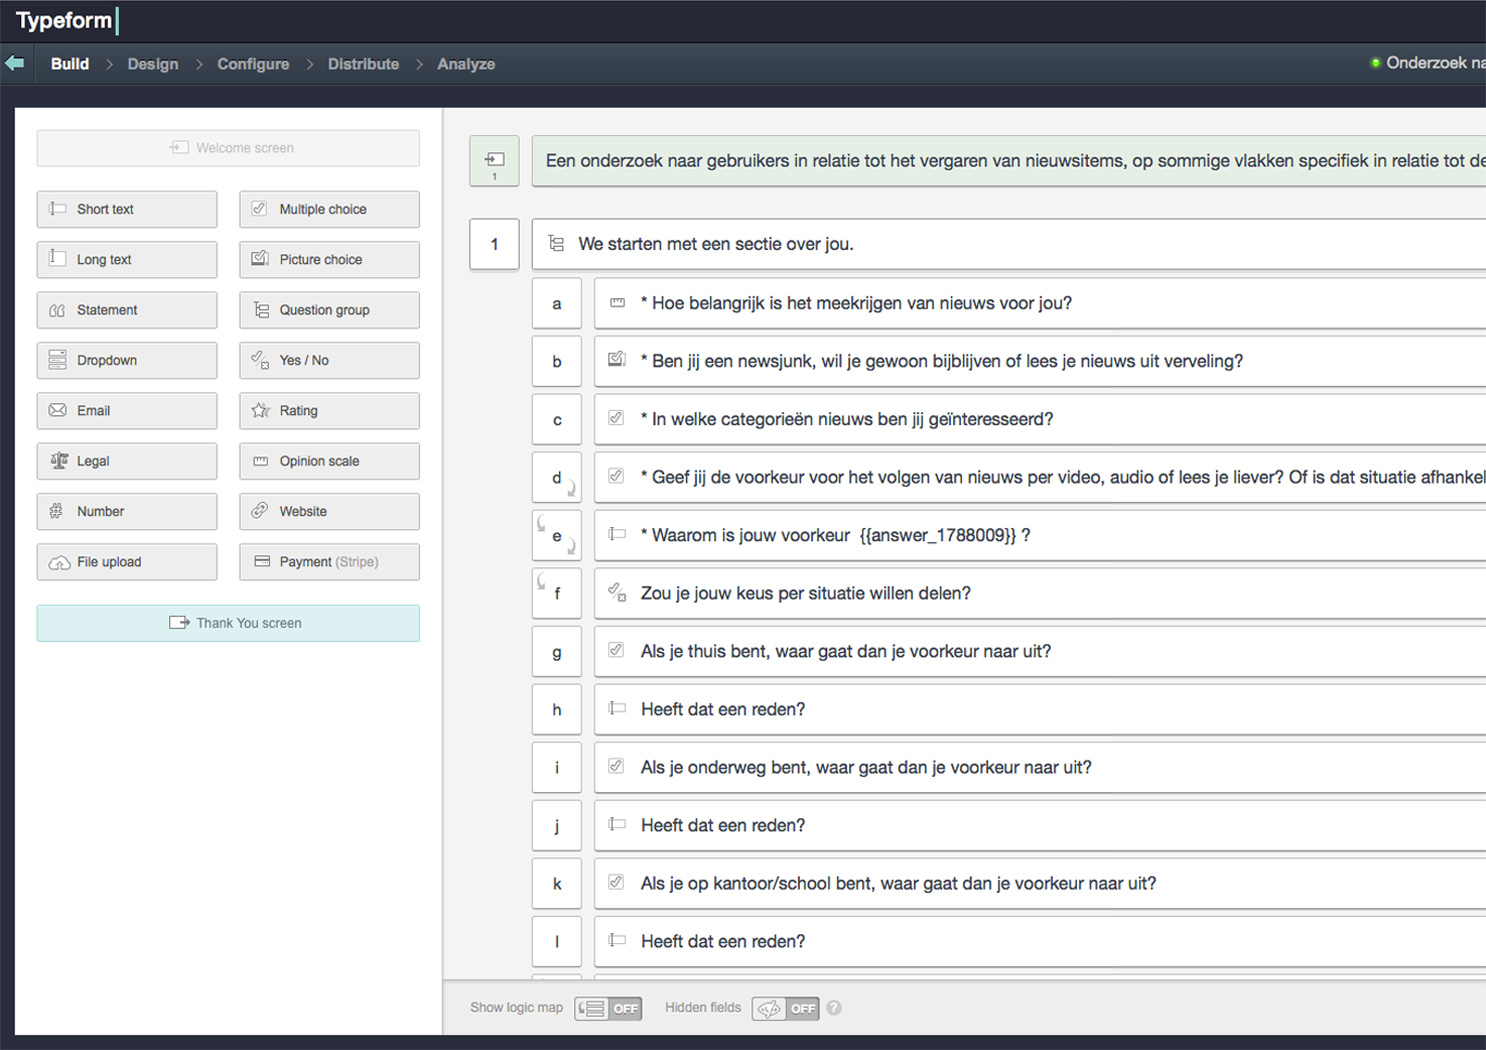 Typeform
Build > Design > Configure > Distribute > Analyze
Onderzoek
Welcome screen
Short text
Multiple choice
Long text
Picture choice
Statement
Question group
Dropdown
Yes / No
Email
Rating
Legal
Opinion scale
Number
Website
File upload
Payment (Stripe)
Thank You screen
1
Een onderzoek naar gebruikers in relatie tot het vergaren van nieuwsitems, op sommige vlakken specifiek in relatie tot
1 We starten met een sectie over jou.
a * Hoe belangrijk is het meekrijgen van nieuws voor jou?
b * Ben jij een newsjunk, wil je gewoon bijblijven of lees je nieuws uit verveling?
c * In welke categorieën nieuws ben jij geïnteresseerd?
d * Geef jij de voorkeur voor het volgen van nieuws per video, audio of lees je liever? Of is dat situatie afhankel
e * Waarom is jouw voorkeur {{answer_1788009}} ?
f Zou je jouw keus per situatie willen delen?
g Als je thuis bent, waar gaat dan je voorkeur naar uit?
h Heeft dat een reden?
i Als je onderweg bent, waar gaat dan je voorkeur naar uit?
j Heeft dat een reden?
k Als je op kantoor/school bent, waar gaat dan je voorkeur naar uit?
l Heeft dat een reden?
Show logic map OFF Hidden fields OFF ?